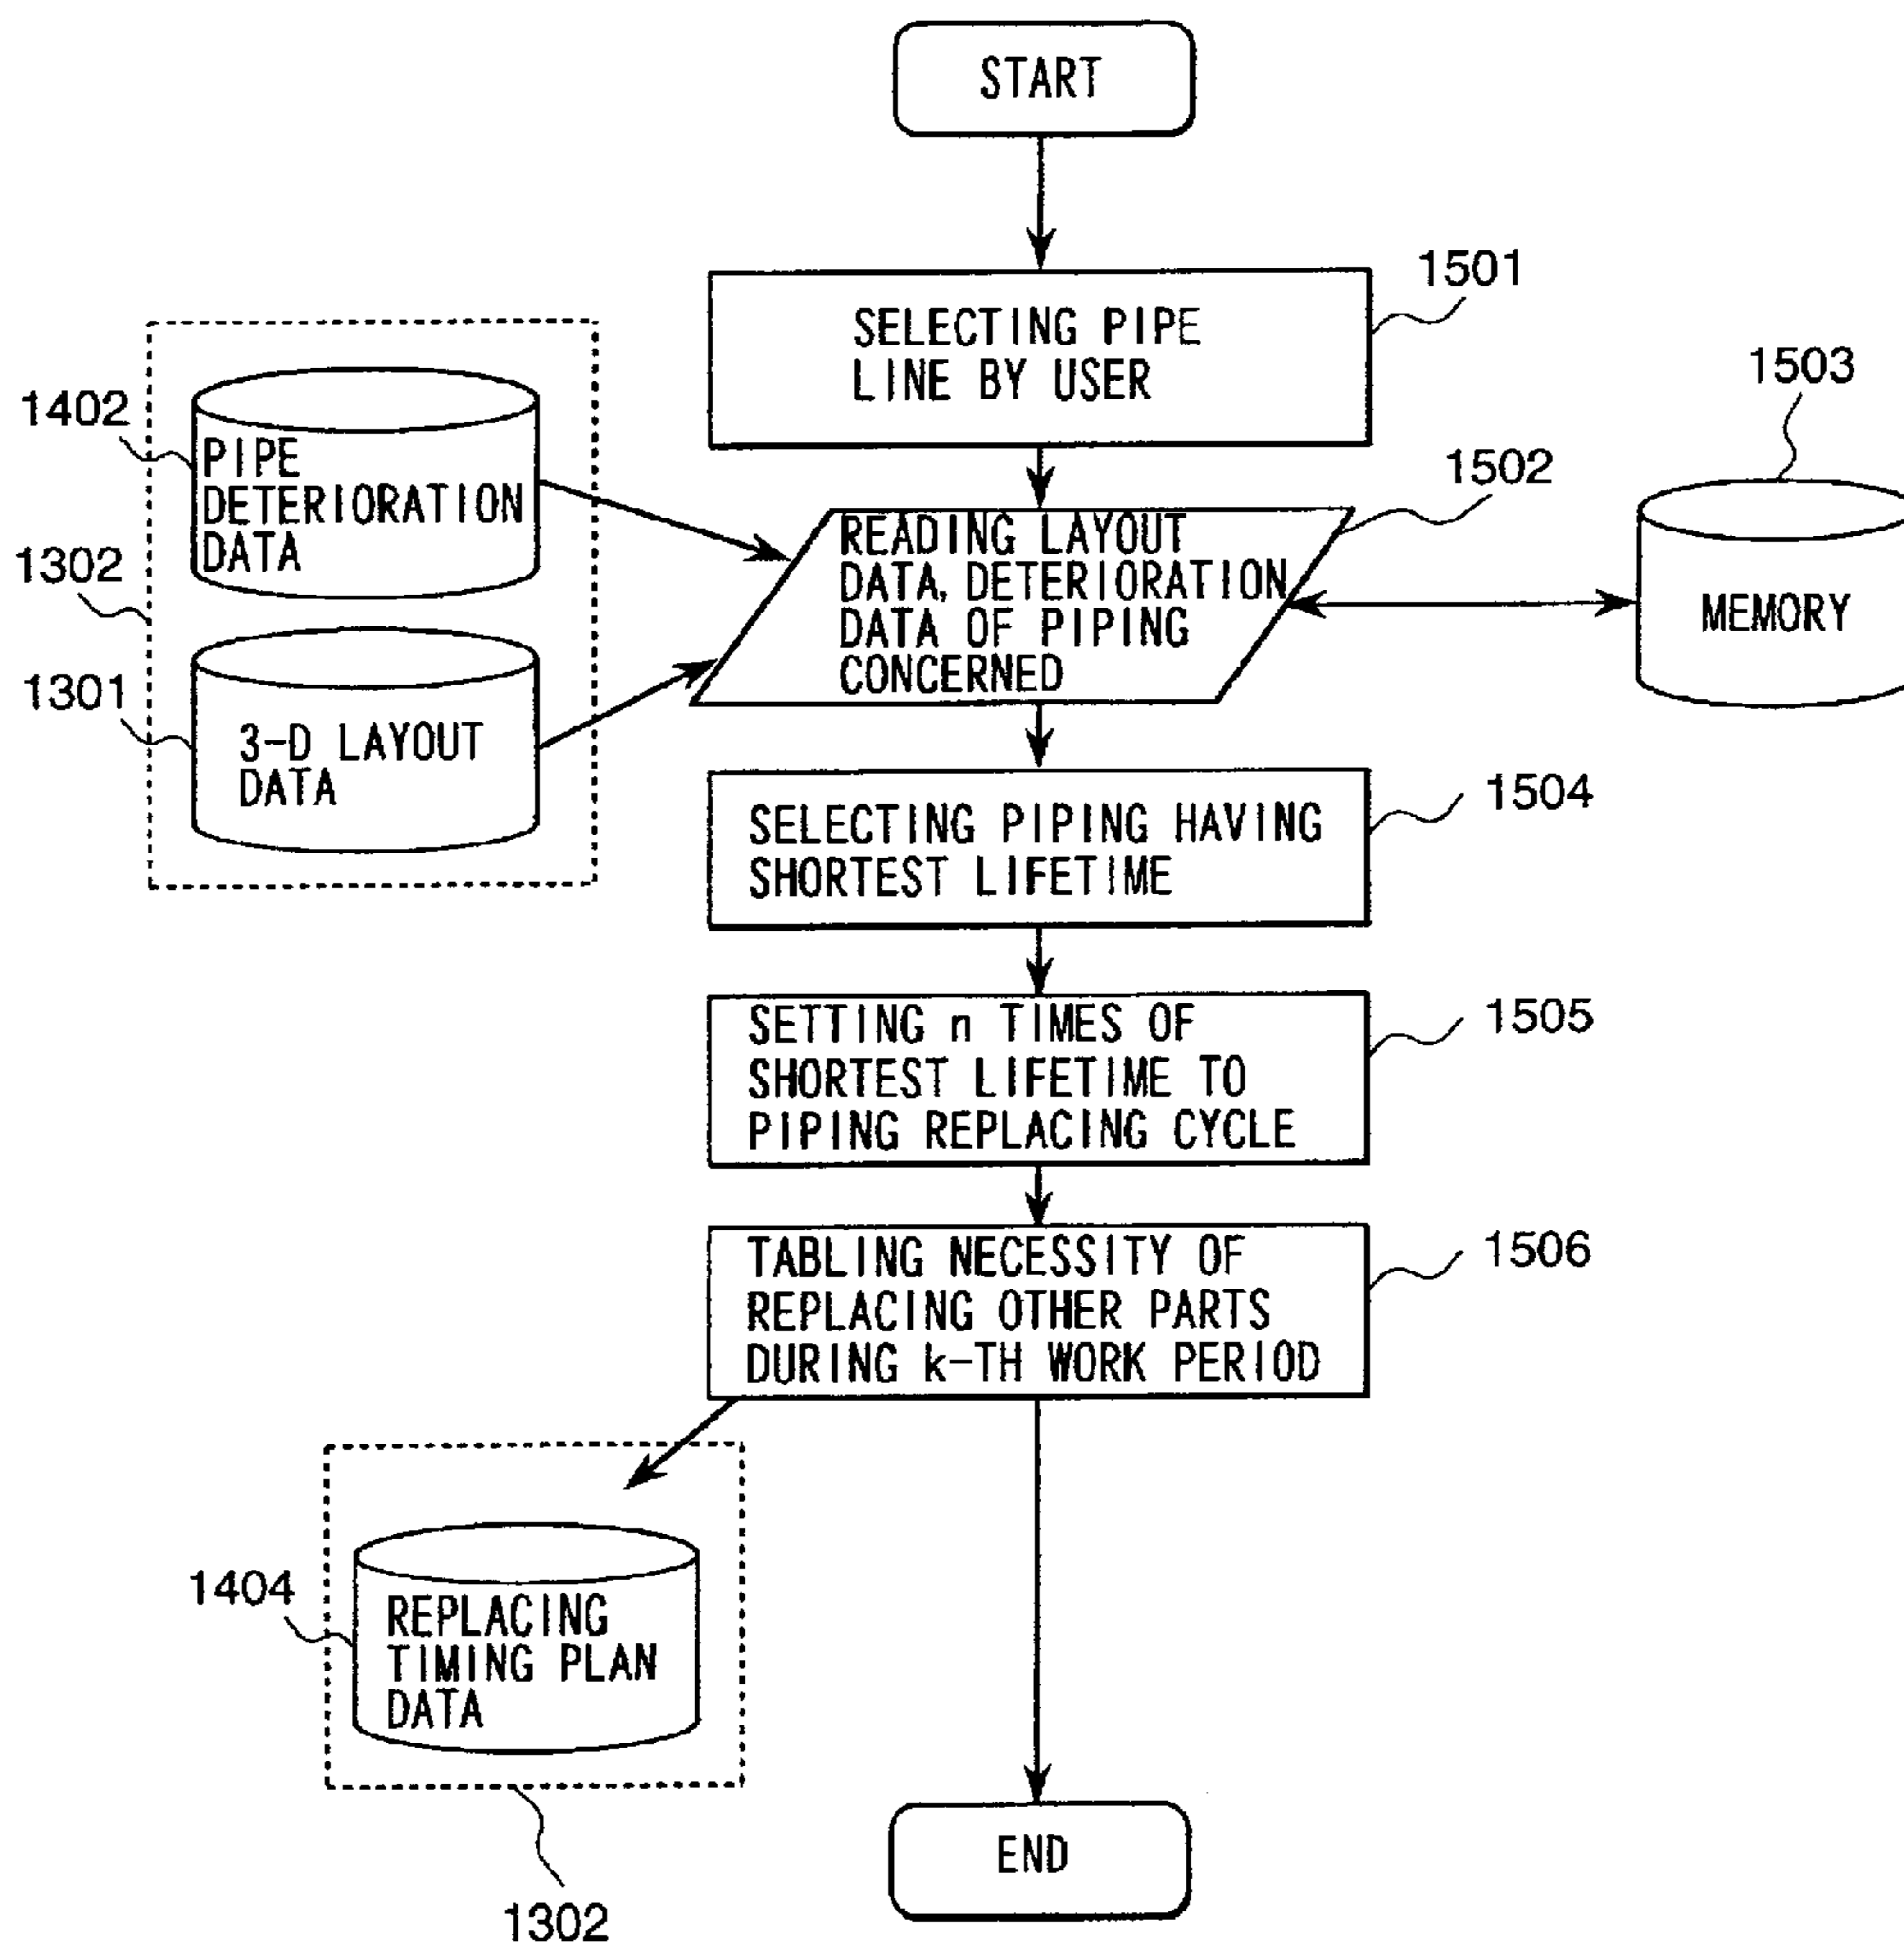 START
1501
SELECTING PIPE
LINE BY USER
1402
PIPE
DETERIORATION
DATA
1302
1301
3-D LAYOUT
DATA
1502
READING LAYOUT
DATA, DETERIORATION
DATA OF PIPING
CONCERNED
1503
MEMORY
1504
SELECTING PIPING HAVING
SHORTEST LIFETIME
1505
SETTING n TIMES OF
SHORTEST LIFETIME TO
PIPING REPLACING CYCLE
1506
TABLING NECESSITY OF
REPLACING OTHER PARTS
DURING k-TH WORK PERIOD
1404
REPLACING
TIMING PLAN
DATA
1302
END